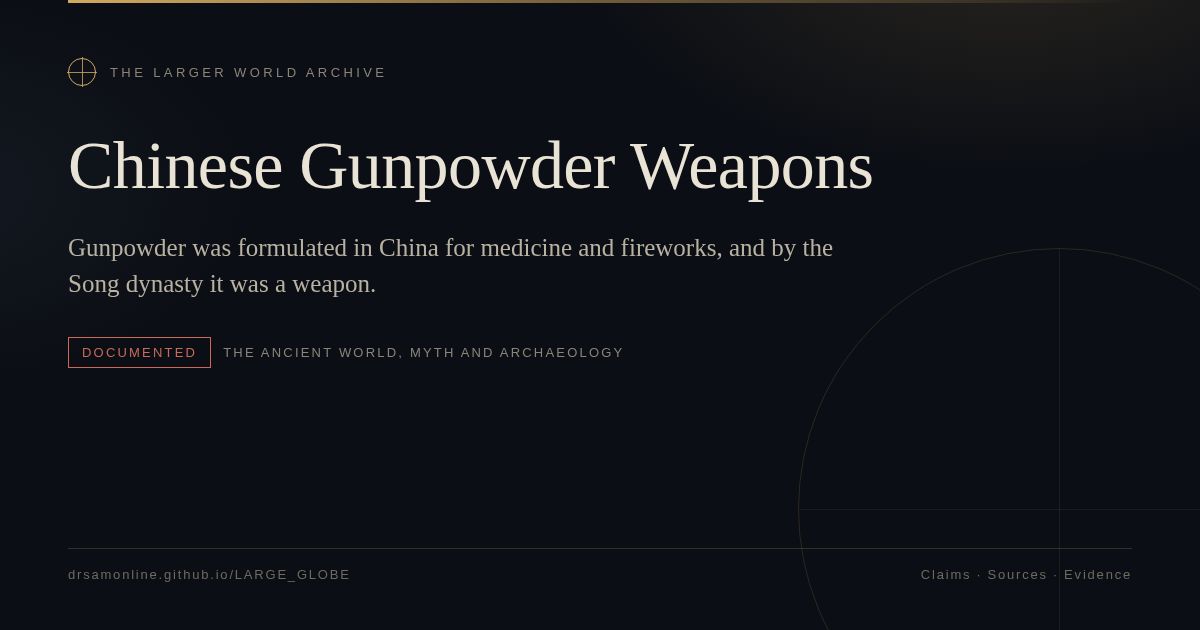 THE LARGER WORLD ARCHIVE
Chinese Gunpowder Weapons
Gunpowder was formulated in China for medicine and fireworks, and by the
Song dynasty it was a weapon.
DOCUMENTED THE ANCIENT WORLD, MYTH AND ARCHAEOLOGY
drsamonline.github.io/LARGE_GLOBE
Claims · Sources · Evidence